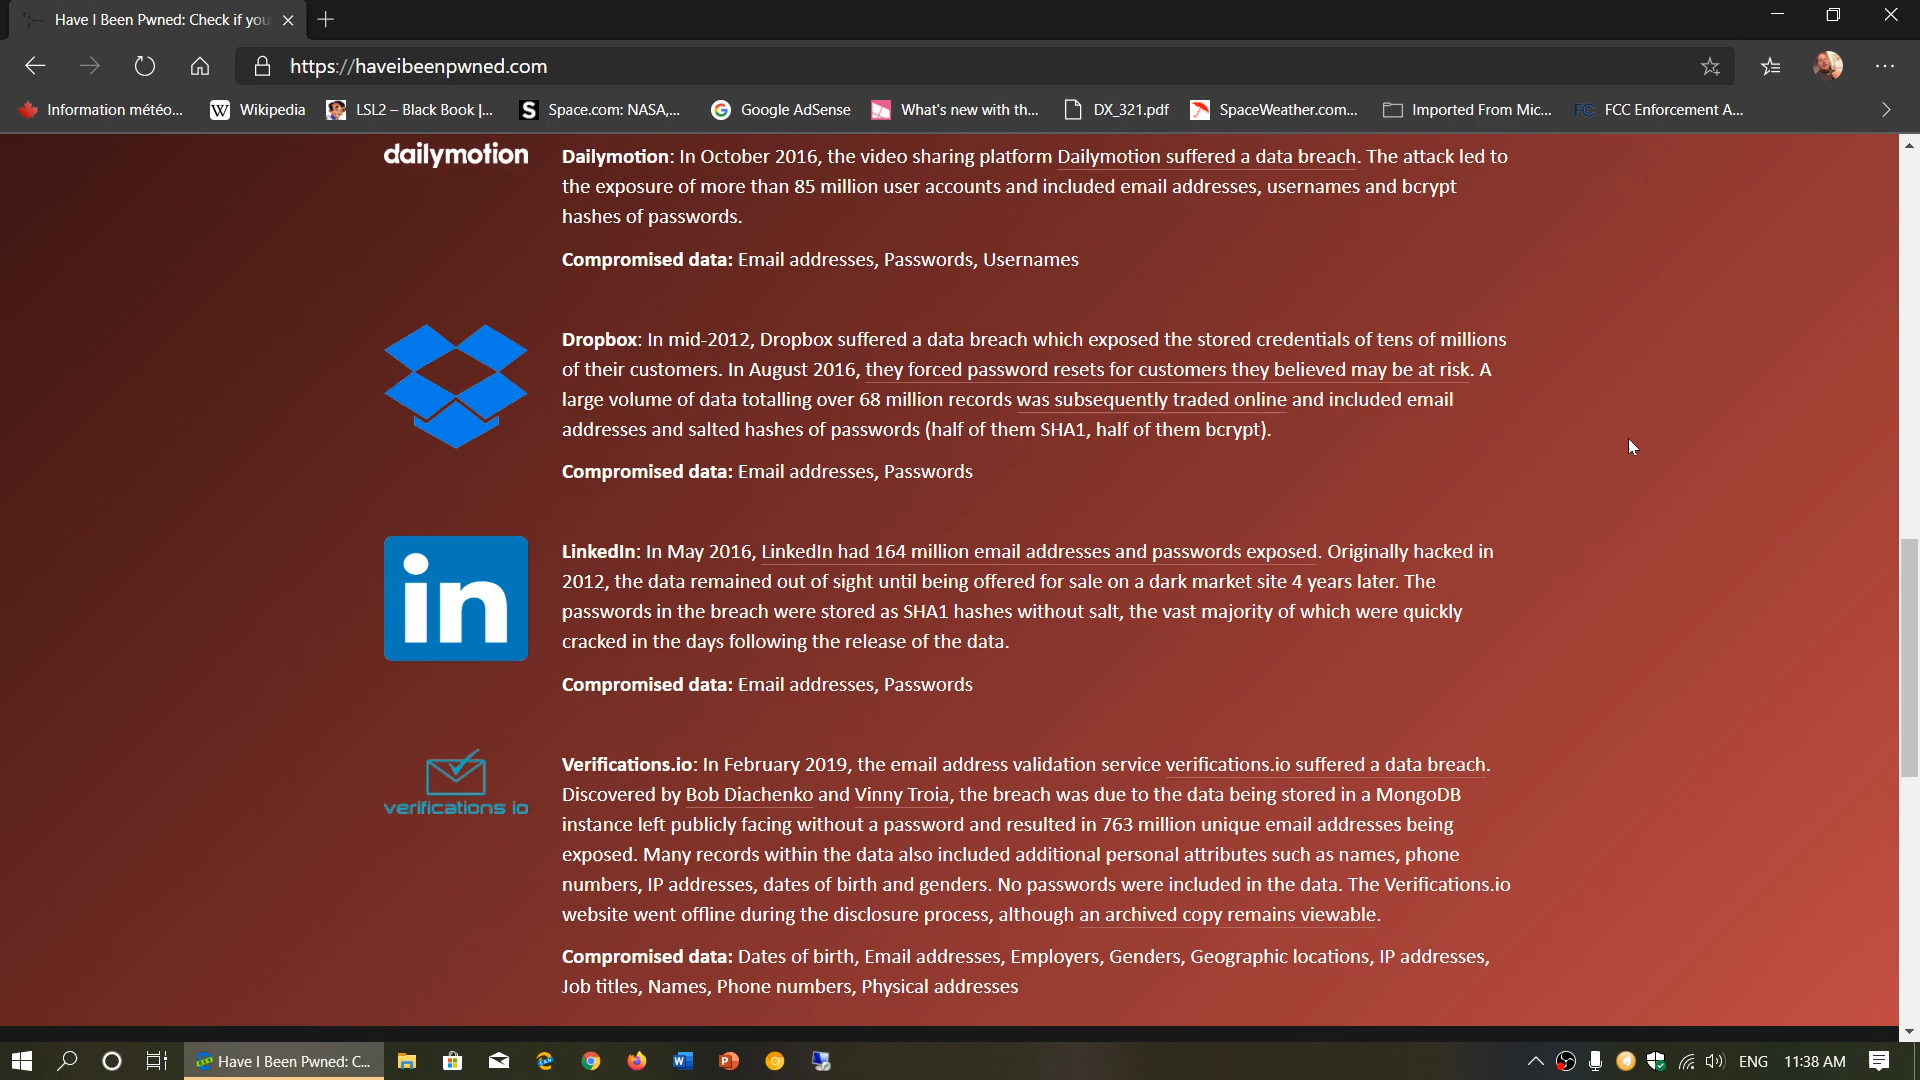 Have I Been Pwned: Check if you
https://haveibeenpwned.com
Information météo... Wikipedia LSL2 – Black Book |... Space.com: NASA,... Google AdSense What's new with th... DX_321.pdf SpaceWeather.com... Imported From Mic... FCC Enforcement A...
dailymotion
Dailymotion: In October 2016, the video sharing platform Dailymotion suffered a data breach. The attack led to
the exposure of more than 85 million user accounts and included email addresses, usernames and bcrypt
hashes of passwords.
Compromised data: Email addresses, Passwords, Usernames
Dropbox: In mid-2012, Dropbox suffered a data breach which exposed the stored credentials of tens of millions
of their customers. In August 2016, they forced password resets for customers they believed may be at risk. A
large volume of data totalling over 68 million records was subsequently traded online and included email
addresses and salted hashes of passwords (half of them SHA1, half of them bcrypt).
Compromised data: Email addresses, Passwords
in
LinkedIn: In May 2016, LinkedIn had 164 million email addresses and passwords exposed. Originally hacked in
2012, the data remained out of sight until being offered for sale on a dark market site 4 years later. The
passwords in the breach were stored as SHA1 hashes without salt, the vast majority of which were quickly
cracked in the days following the release of the data.
Compromised data: Email addresses, Passwords
verifications io
Verifications.io: In February 2019, the email address validation service verifications.io suffered a data breach.
Discovered by Bob Diachenko and Vinny Troia, the breach was due to the data being stored in a MongoDB
instance left publicly facing without a password and resulted in 763 million unique email addresses being
exposed. Many records within the data also included additional personal attributes such as names, phone
numbers, IP addresses, dates of birth and genders. No passwords were included in the data. The Verifications.io
website went offline during the disclosure process, although an archived copy remains viewable.
Compromised data: Dates of birth, Email addresses, Employers, Genders, Geographic locations, IP addresses,
Job titles, Names, Phone numbers, Physical addresses
Have I Been Pwned: C... ENG 11:38 AM